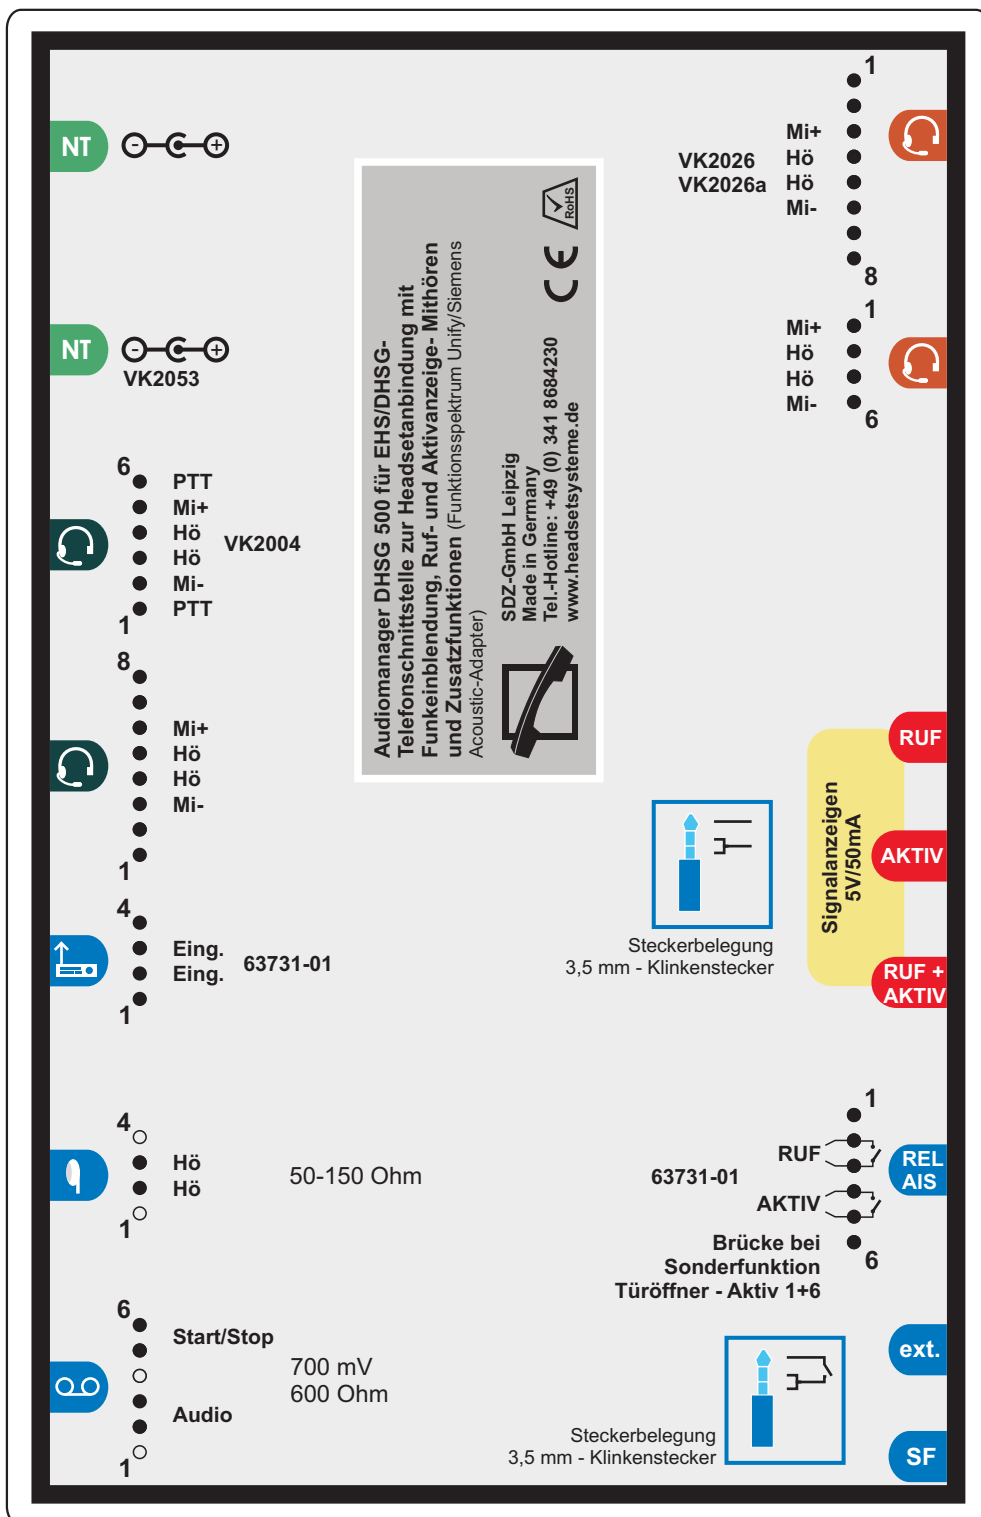 NT
VK2053
NT
6
PTT
Mi+
Hö
Hö
Mi-
PTT
1
VK2004
8
Mi+
Hö
Hö
Mi-
1
4
Eing.
Eing.
1
63731-01
4
Hö
Hö
1
50-150 Ohm
6
Start/Stop
Audio
1
700 mV
600 Ohm
Audiomanager DHSG 500 für EHS/DHSG-
Telefonschnittstelle zur Headsetanbindung mit
Funkeinblendung, Ruf- und Aktivanzeige- Mithören
und Zusatzfunktionen (Funktionsspektrum Unify/Siemens
Acoustic-Adapter)
SDZ-GmbH Leipzig
Made in Germany
Tel.-Hotline: +49 (0) 341 8684230
www.headsetsysteme.de
CE
RoHS
1
Mi+
Hö
Hö
Mi-
8
VK2026
VK2026a
1
Mi+
Hö
Hö
Mi-
6
Signalanzeigen
5V/50mA
RUF
AKTIV
RUF +
AKTIV
Steckerbelegung
3,5 mm - Klinkenstecker
1
RUF
63731-01
AKTIV
6
REL
AIS
Brücke bei
Sonderfunktion
Türöffner - Aktiv 1+6
ext.
Steckerbelegung
3,5 mm - Klinkenstecker
SF